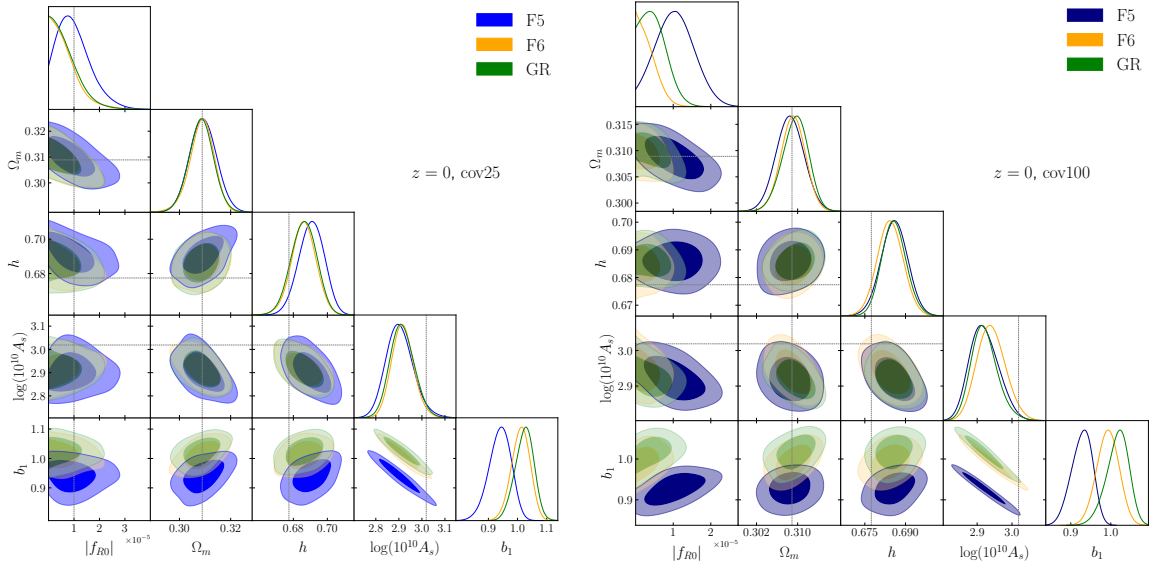 F5
F6
GR
z = 0, cov25
Ω_m
0.32
0.31
0.30
h
0.70
0.68
log(10^{10}A_s)
3.1
3.0
2.9
2.8
b_1
1.1
1.0
0.9
1 3
×10^{−5}
|f_{R0}|
0.30 0.32
Ω_m
0.68 0.70
h
2.8 2.9 3.0 3.1
log(10^{10}A_s)
0.9 1.0 1.1
b_1
F5
F6
GR
z = 0, cov100
Ω_m
0.315
0.310
0.305
0.300
h
0.70
0.69
0.68
0.67
log(10^{10}A_s)
3.0
2.9
b_1
1.0
0.9
1 2
×10^{−5}
|f_{R0}|
0.302 0.310
Ω_m
0.675 0.690
h
2.9 3.0
log(10^{10}A_s)
0.9 1.0
b_1